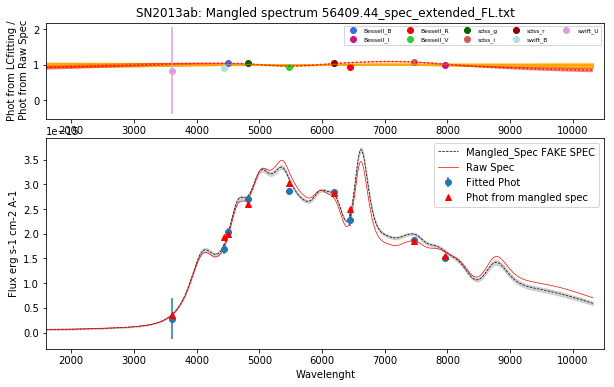 SN2013ab: Mangled spectrum 56409.44_spec_extended_FL.txt
Phot from LCfitting /
Phot from Raw Spec
2
1
0
Bessell_B
Bessell_I
Bessell_R
Bessell_V
sdss_g
sdss_i
sdss_r
swift_B
swift_U
2000 3000 4000 5000 6000 7000 8000 9000 10000
1e-15
Flux erg s-1 cm-2 A-1
3.5
3.0
2.5
2.0
1.5
1.0
0.5
0.0
Mangled_Spec FAKE SPEC
Raw Spec
Fitted Phot
Phot from mangled spec
2000 3000 4000 5000 6000 7000 8000 9000 10000
Wavelenght